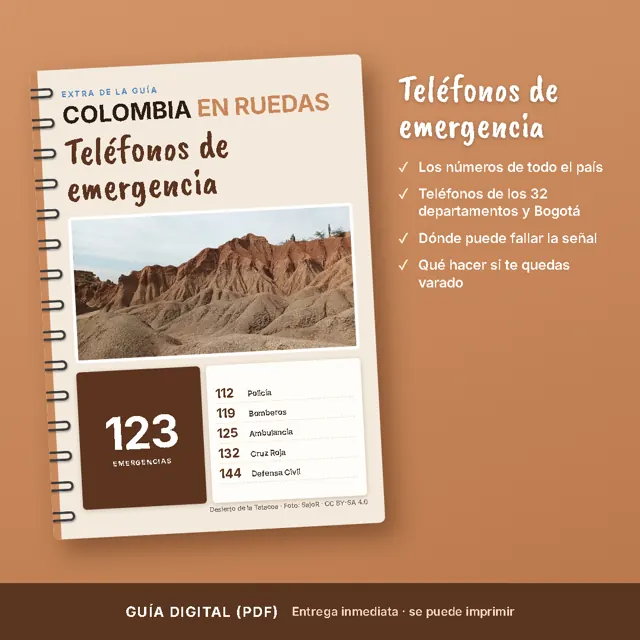 EXTRA DE LA GUÍA
COLOMBIA EN RUEDAS
Teléfonos de
emergencia
123
EMERGENCIAS
112 Policía
119 Bomberos
125 Ambulancia
132 Cruz Roja
144 Defensa Civil
Desierto de la Tatacoa · Foto: SajoR · CC BY-SA 4.0
Teléfonos de
emergencia
✓ Los números de todo el país
✓ Teléfonos de los 32
departamentos y Bogotá
✓ Dónde puede fallar la señal
✓ Qué hacer si te quedas
varado
GUÍA DIGITAL (PDF) Entrega inmediata · se puede imprimir